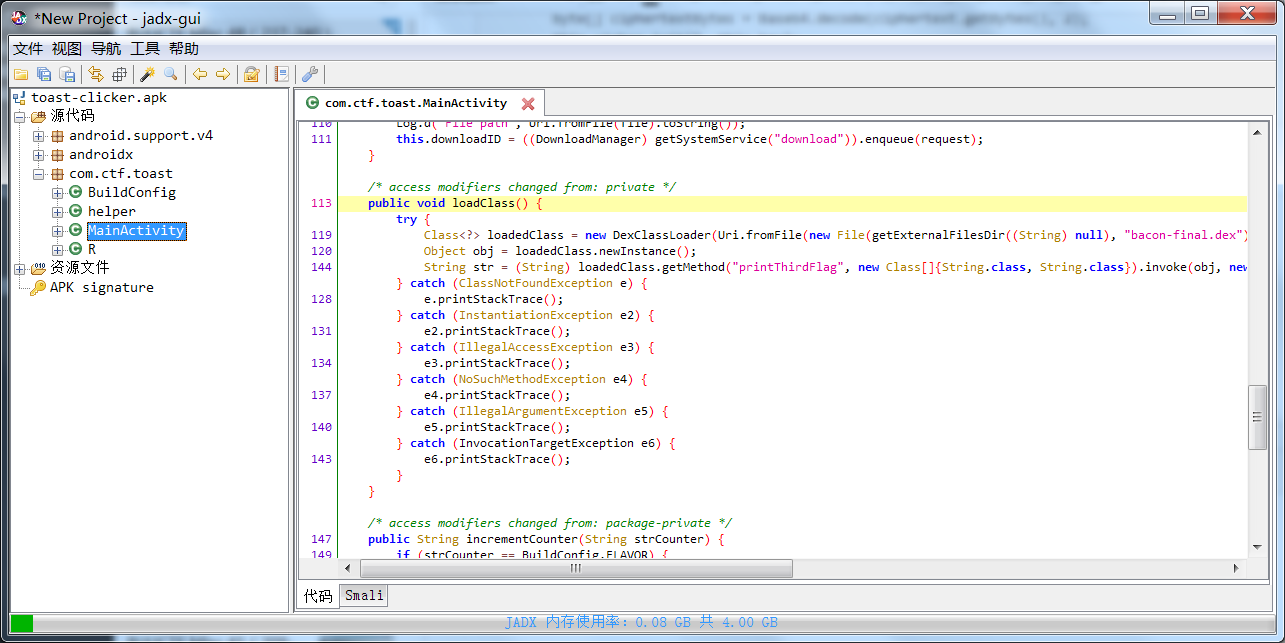 *New Project - jadx-gui
文件 视图 导航 工具 帮助
toast-clicker.apk
源代码
android.support.v4
androidx
com.ctf.toast
BuildConfig
helper
MainActivity
R
资源文件
APK signature
com.ctf.toast.MainActivity
110 Log.d("File path", Uri.fromFile(file).toString());
111 this.downloadID = ((DownloadManager) getSystemService("download")).enqueue(request);
}
/* access modifiers changed from: private */
113 public void loadClass() {
try {
119 Class<?> loadedClass = new DexClassLoader(Uri.fromFile(new File(getExternalFilesDir((String) null), "bacon-final.dex")
120 Object obj = loadedClass.newInstance();
144 String str = (String) loadedClass.getMethod("printThirdFlag", new Class[]{String.class, String.class}).invoke(obj, new
} catch (ClassNotFoundException e) {
128 e.printStackTrace();
} catch (InstantiationException e2) {
131 e2.printStackTrace();
} catch (IllegalAccessException e3) {
134 e3.printStackTrace();
} catch (NoSuchMethodException e4) {
137 e4.printStackTrace();
} catch (IllegalArgumentException e5) {
140 e5.printStackTrace();
} catch (InvocationTargetException e6) {
143 e6.printStackTrace();
}
}
/* access modifiers changed from: package-private */
147 public String incrementCounter(String strCounter) {
149 if (strCounter == BuildConfig.FLAVOR) {
代码 Smali
JADX 内存使用率: 0.08 GB 共 4.00 GB